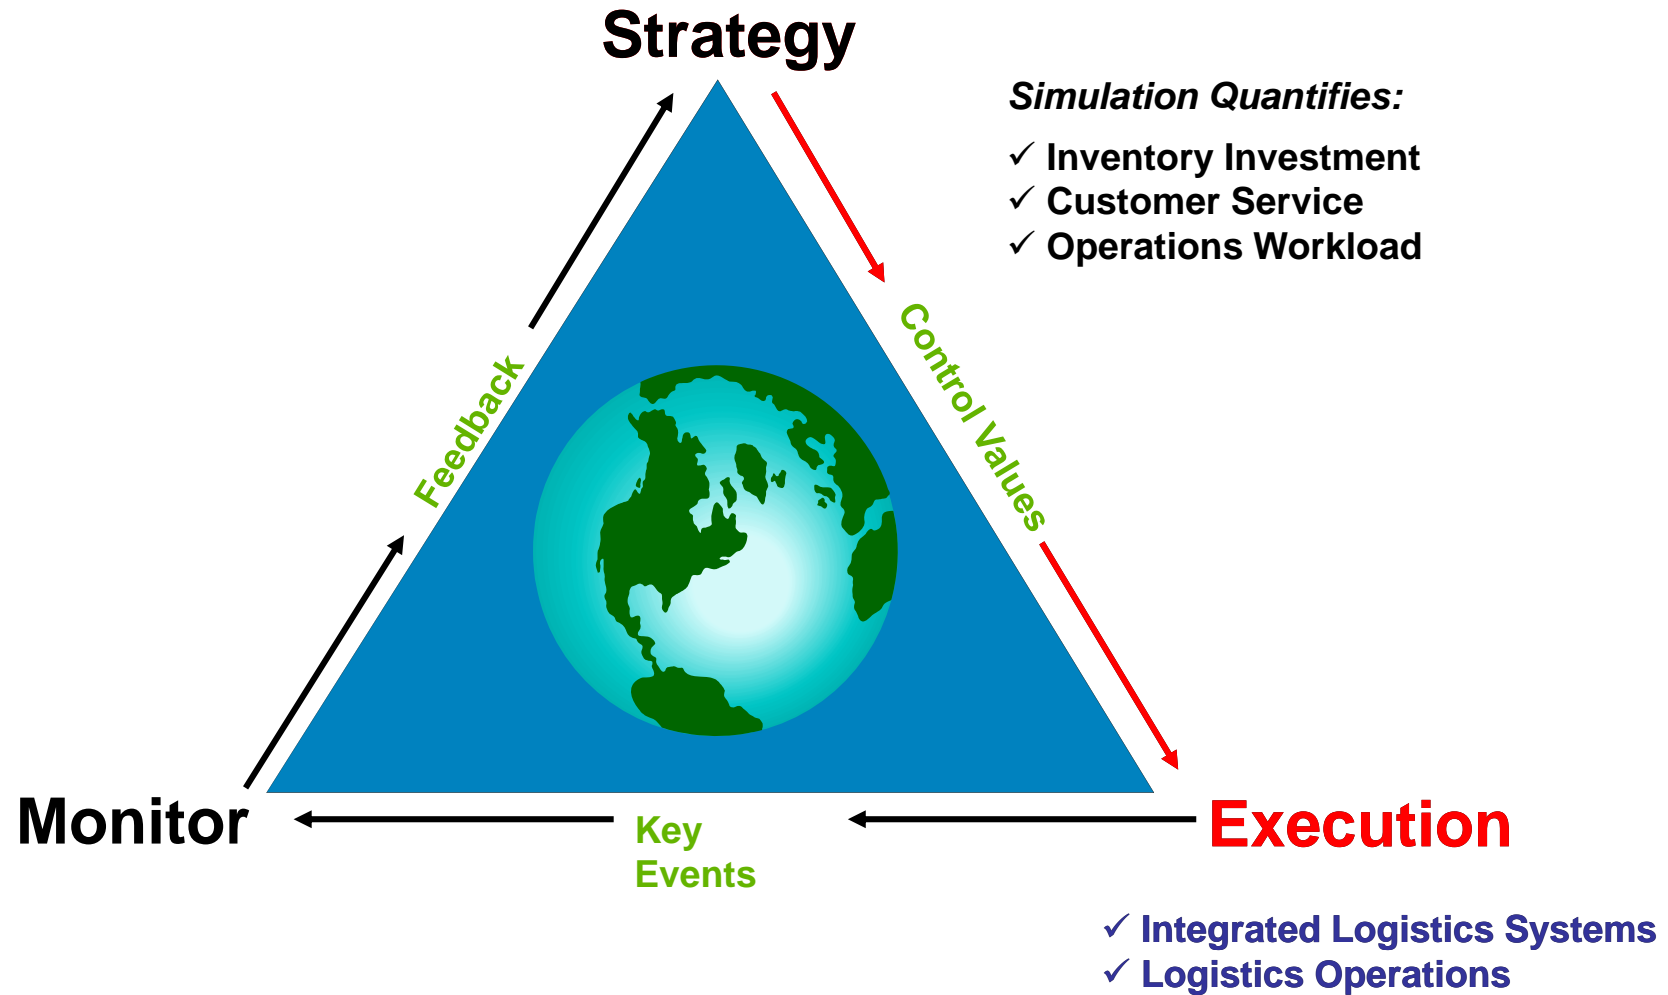 Strategy
Simulation Quantifies:
✓ Inventory Investment
✓ Customer Service
✓ Operations Workload
Control Values
Feedback
Monitor
Key
Events
Execution
✓ Integrated Logistics Systems
✓ Logistics Operations